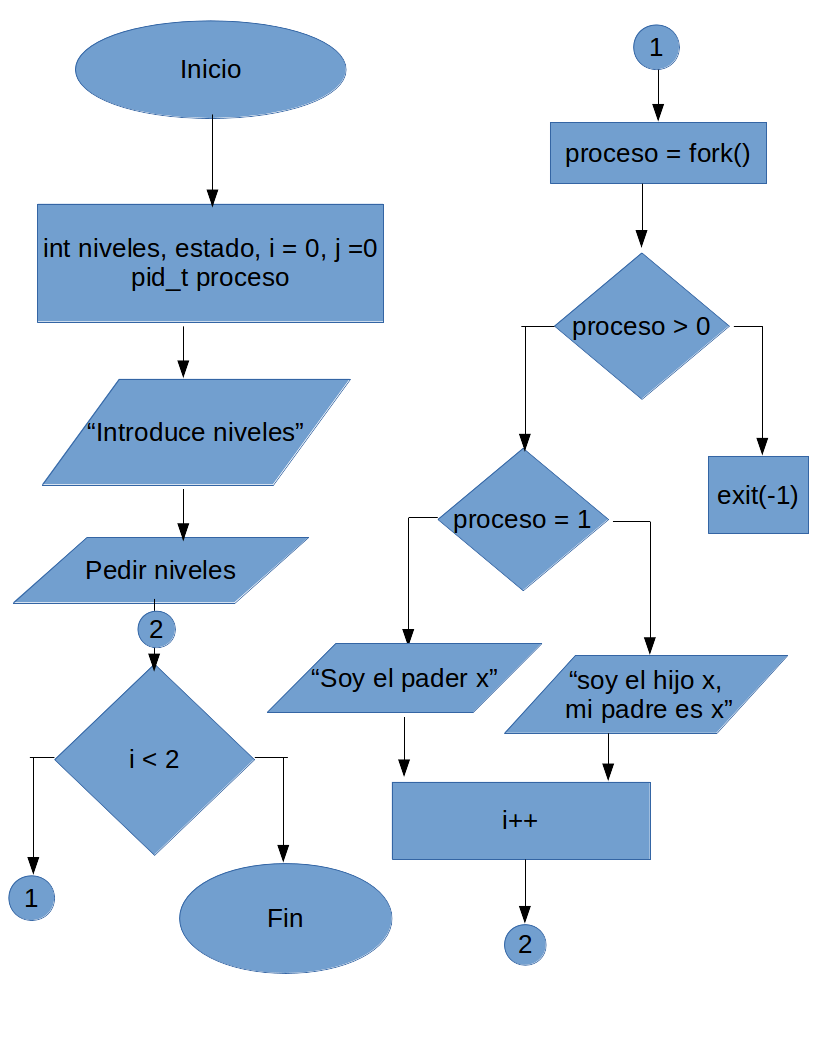 Inicio
int niveles, estado, i = 0, j =0
pid_t proceso
“Introduce niveles”
Pedir niveles
2
i < 2
1
Fin
1
proceso = fork()
proceso > 0
exit(-1)
proceso = 1
“Soy el pader x”
“soy el hijo x,
mi padre es x”
i++
2